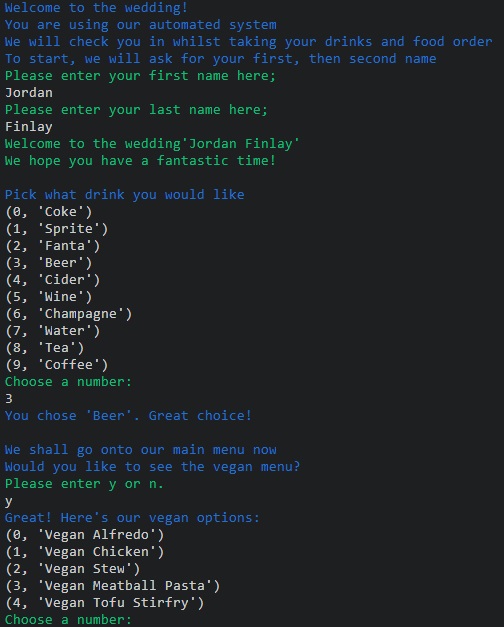 Welcome to the wedding!
You are using our automated system
We will check you in whilst taking your drinks and food order
To start, we will ask for your first, then second name
Please enter your first name here;
Jordan
Please enter your last name here;
Finlay
Welcome to the wedding'Jordan Finlay'
We hope you have a fantastic time!
Pick what drink you would like
(0, 'Coke')
(1, 'Sprite')
(2, 'Fanta')
(3, 'Beer')
(4, 'Cider')
(5, 'Wine')
(6, 'Champagne')
(7, 'Water')
(8, 'Tea')
(9, 'Coffee')
Choose a number:
3
You chose 'Beer'. Great choice!
We shall go onto our main menu now
Would you like to see the vegan menu?
Please enter y or n.
y
Great! Here's our vegan options:
(0, 'Vegan Alfredo')
(1, 'Vegan Chicken')
(2, 'Vegan Stew')
(3, 'Vegan Meatball Pasta')
(4, 'Vegan Tofu Stirfry')
Choose a number: